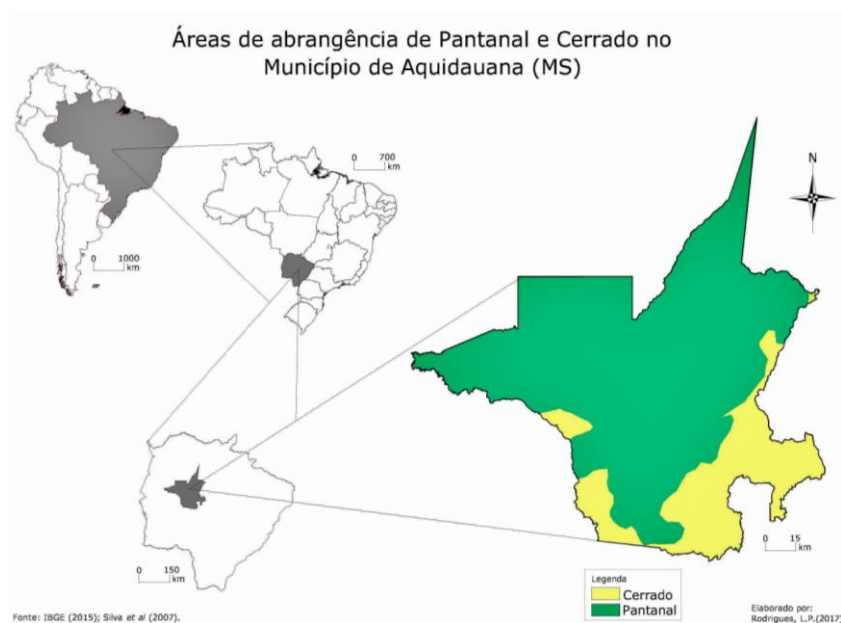 Áreas de abrangência de Pantanal e Cerrado no
Município de Aquidauana (MS)
0 700
km
N
0 1000
km
0 150
km
0 15
km
Legenda
Cerrado
Pantanal
Fonte: IBGE (2015); Silva et al (2007).
Elaborado por:
Rodrigues, L.P.(2017)